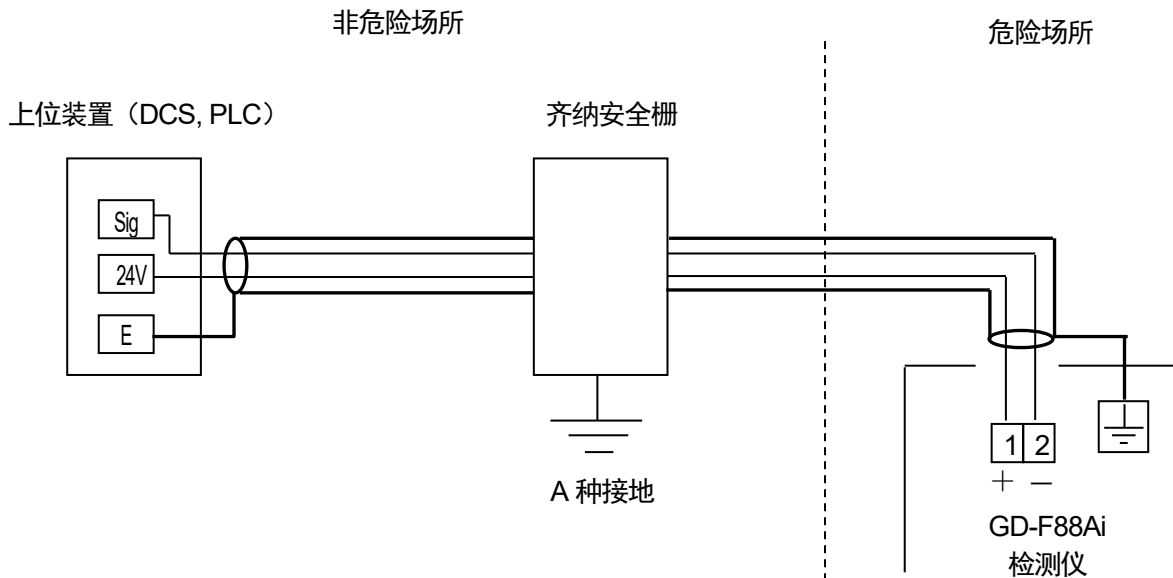 非危险场所
危险场所
上位装置（DCS, PLC）
齐纳安全栅
Sig
24V
E
A 种接地
1 2
+ －
GD-F88Ai
检测仪